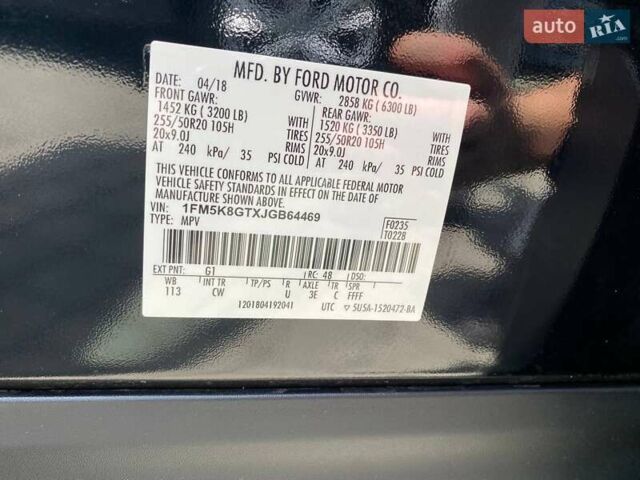 auto RIA
MFD. BY FORD MOTOR CO.
DATE: 04/18 GVWR: 2858 KG ( 6300 LB)
FRONT GAWR: REAR GAWR:
1452 KG ( 3200 LB) WITH 1520 KG ( 3350 LB) WITH
255/50R20 105H TIRES 255/50R20 105H TIRES
20x9.0J RIMS 20x9.0J RIMS
AT 240 kPa/ 35 PSI COLD AT 240 kPa/ 35 PSI COLD
THIS VEHICLE CONFORMS TO ALL APPLICABLE FEDERAL MOTOR
VEHICLE SAFETY STANDARDS IN EFFECT ON THE DATE OF
MANUFACTURE SHOWN ABOVE.
VIN: 1FM5K8GTXJGB64469 F0235
TYPE: MPV T0228
EXT PNT: G1 RC: 48 DSO:
WB INT TR TP/PS R AXLE TR SPR
113 CW U 3E C FFFF
1201804192041 UTC ▽ 5U5A-1520472-BA